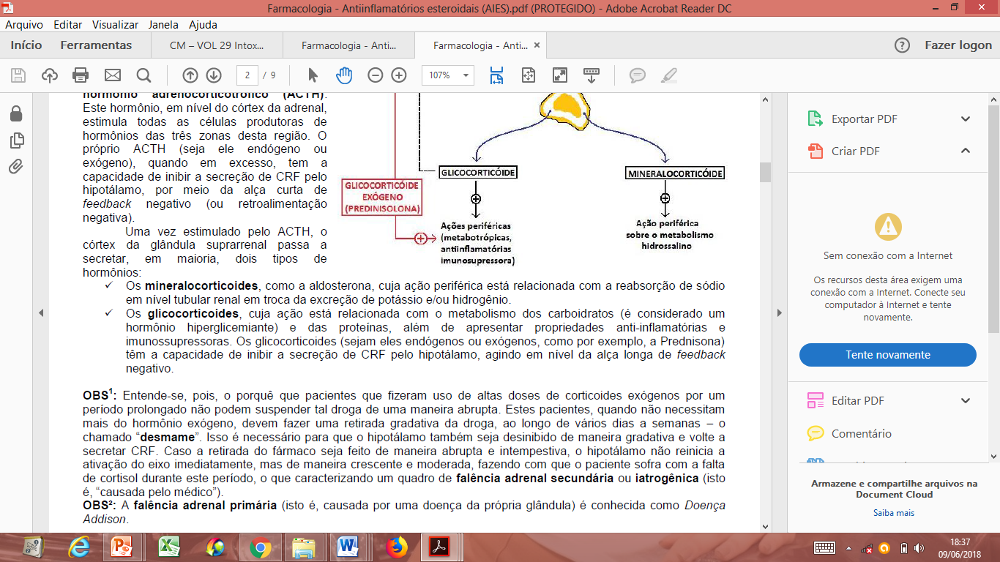 Farmacologia - Antiinflamatórios esteroidais (AIES).pdf (PROTEGIDO) - Adobe Acrobat Reader DC
Arquivo Editar Visualizar Janela Ajuda
Início Ferramentas CM – VOL 29 Intox... Farmacologia - Anti... Farmacologia - Anti... × ? Fazer logon
2 / 9 107%
hormônio adrenocorticotrófico (ACTH).
Este hormônio, em nível do córtex da adrenal,
estimula todas as células produtoras de
hormônios das três zonas desta região. O
próprio ACTH (seja ele endógeno ou
exógeno), quando em excesso, tem a
capacidade de inibir a secreção de CRF pelo
hipotálamo, por meio da alça curta de
feedback negativo (ou retroalimentação
negativa).
Uma vez estimulado pelo ACTH, o
córtex da glândula suprarrenal passa a
secretar, em maioria, dois tipos de
hormônios:
GLICOCORTICÓIDE
MINERALOCORTICÓIDE
GLICOCORTICÓIDE
EXÓGENO
(PREDINISOLONA)
Ações periféricas
(metabotrópicas,
antiinflamatórias
imunosupressora)
Ação periférica
sobre o metabolismo
hidrossalino
✓ Os mineralocorticoides, como a aldosterona, cuja ação periférica está relacionada com a reabsorção de sódio
em nível tubular renal em troca da excreção de potássio e/ou hidrogênio.
✓ Os glicocorticoides, cuja ação está relacionada com o metabolismo dos carboidratos (é considerado um
hormônio hiperglicemiante) e das proteínas, além de apresentar propriedades anti-inflamatórias e
imunossupressoras. Os glicocorticoides (sejam eles endógenos ou exógenos, como por exemplo, a Prednisona)
têm a capacidade de inibir a secreção de CRF pelo hipotálamo, agindo em nível da alça longa de feedback
negativo.
OBS¹: Entende-se, pois, o porquê que pacientes que fizeram uso de altas doses de corticoides exógenos por um
período prolongado não podem suspender tal droga de uma maneira abrupta. Estes pacientes, quando não necessitam
mais do hormônio exógeno, devem fazer uma retirada gradativa da droga, ao longo de vários dias a semanas – o
chamado “desmame”. Isso é necessário para que o hipotálamo também seja desinibido de maneira gradativa e volte a
secretar CRF. Caso a retirada do fármaco seja feito de maneira abrupta e intempestiva, o hipotálamo não reinicia a
ativação do eixo imediatamente, mas de maneira crescente e moderada, fazendo com que o paciente sofra com a falta
de cortisol durante este período, o que caracterizando um quadro de falência adrenal secundária ou iatrogênica (isto
é, “causada pelo médico”).
OBS²: A falência adrenal primária (isto é, causada por uma doença da própria glândula) é conhecida como Doença
Addison.
Exportar PDF
Criar PDF
Sem conexão com a Internet
Os recursos desta área exigem uma
conexão com a Internet. Conecte seu
computador à Internet e tente
novamente.
Tente novamente
Editar PDF
Comentário
Armazene e compartilhe arquivos na
Document Cloud
Saiba mais
18:37
09/06/2018